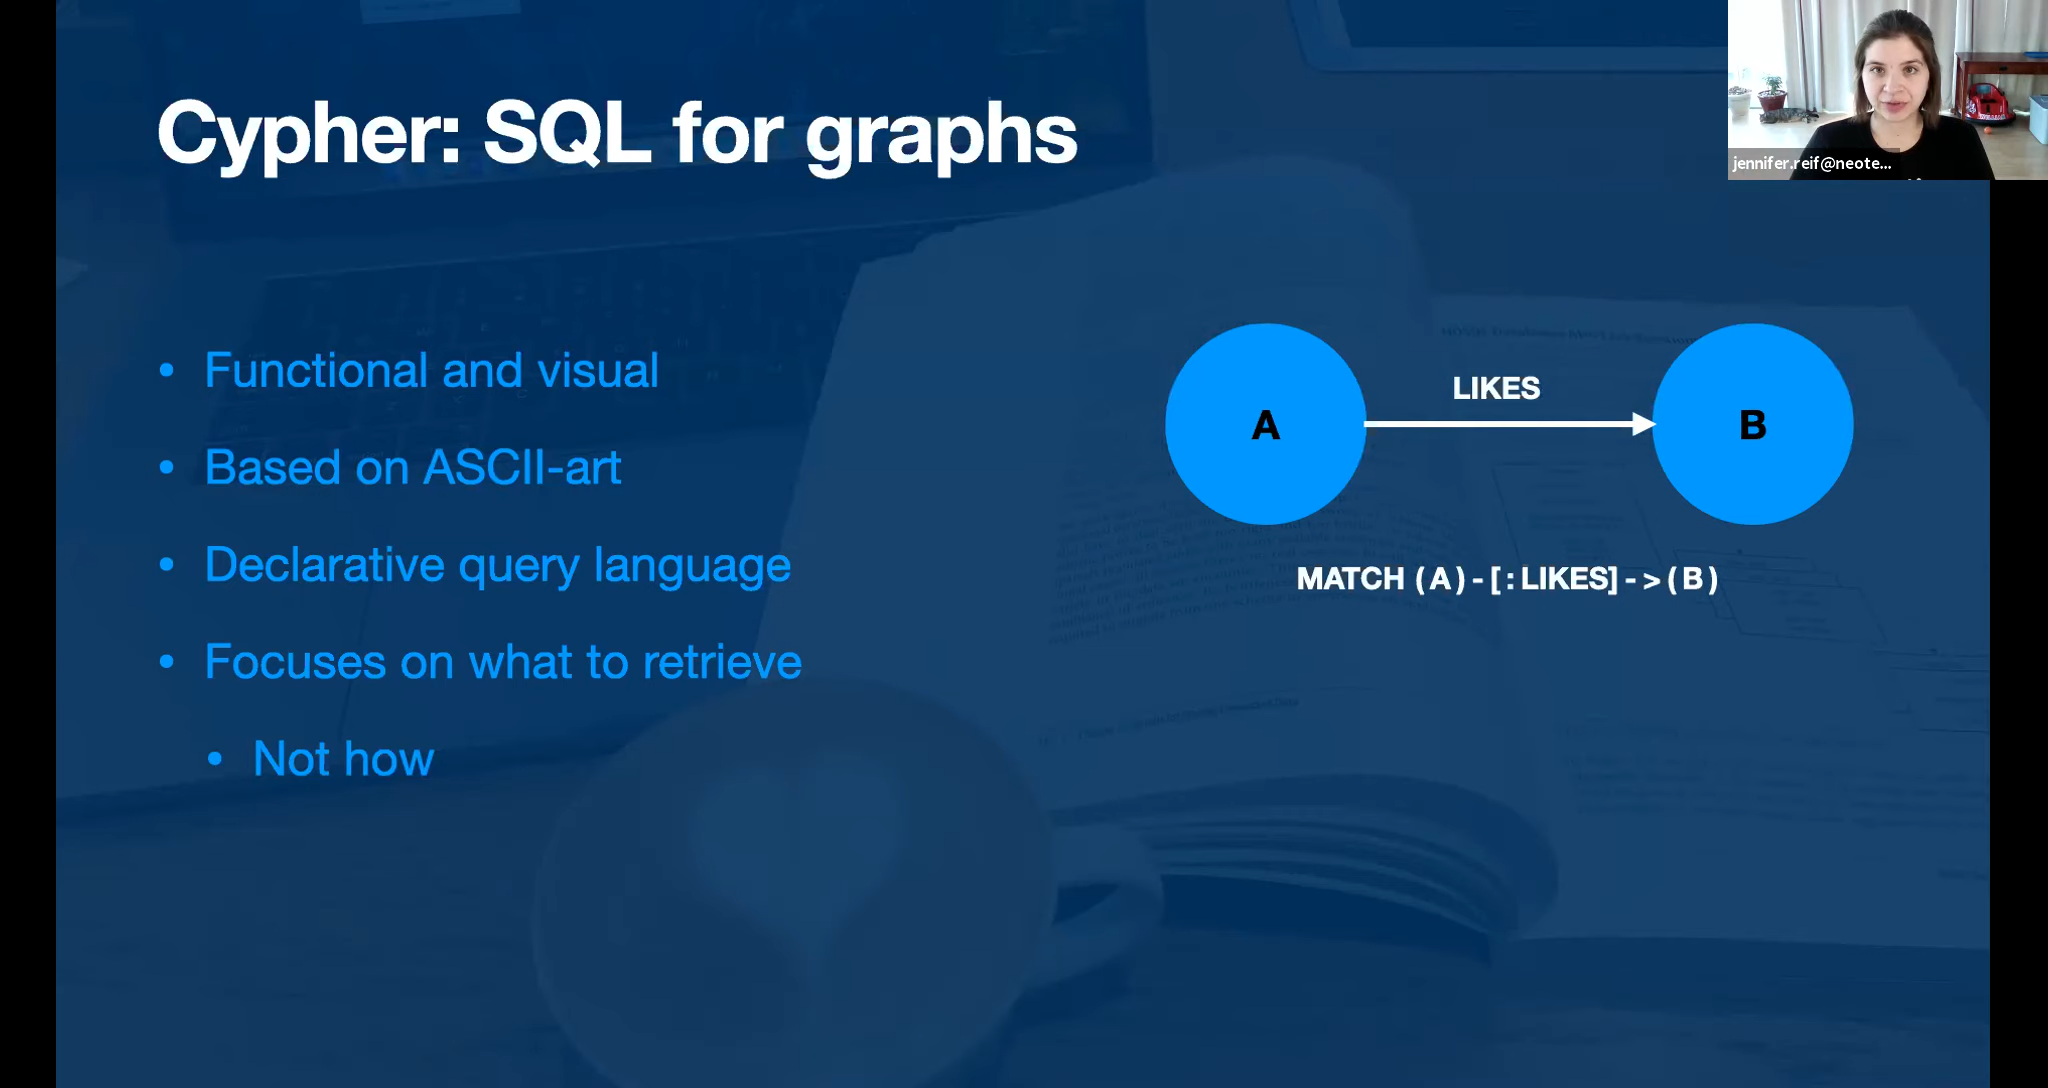 Cypher: SQL for graphs
jennifer.reif@neote...
• Functional and visual
• Based on ASCII-art
• Declarative query language
• Focuses on what to retrieve
• Not how
LIKES
A
B
MATCH (A)-[:LIKES]->(B)